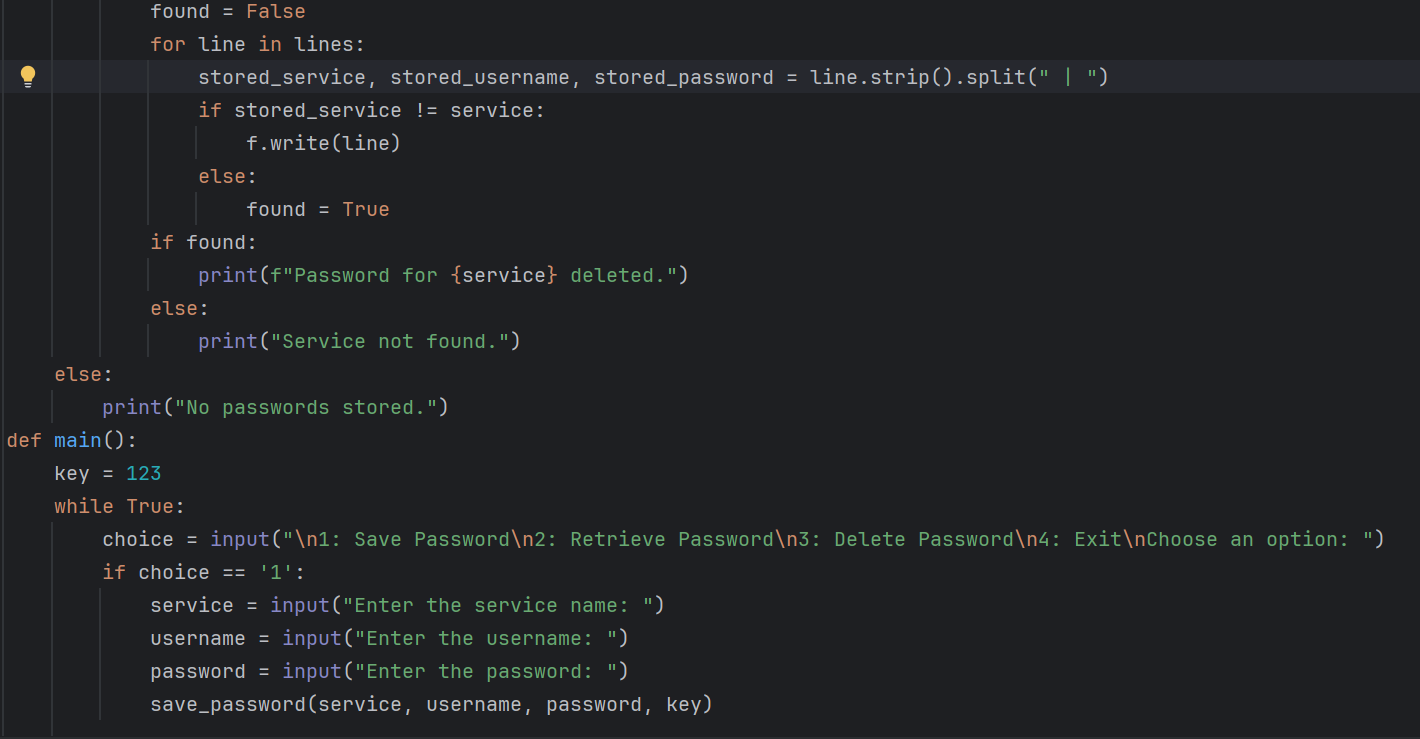 found = False
for line in lines:
stored_service, stored_username, stored_password = line.strip().split(" | ")
if stored_service != service:
f.write(line)
else:
found = True
if found:
print(f"Password for {service} deleted.")
else:
print("Service not found.")
else:
print("No passwords stored.")
def main():
key = 123
while True:
choice = input("\n1: Save Password\n2: Retrieve Password\n3: Delete Password\n4: Exit\nChoose an option: ")
if choice == '1':
service = input("Enter the service name: ")
username = input("Enter the username: ")
password = input("Enter the password: ")
save_password(service, username, password, key)